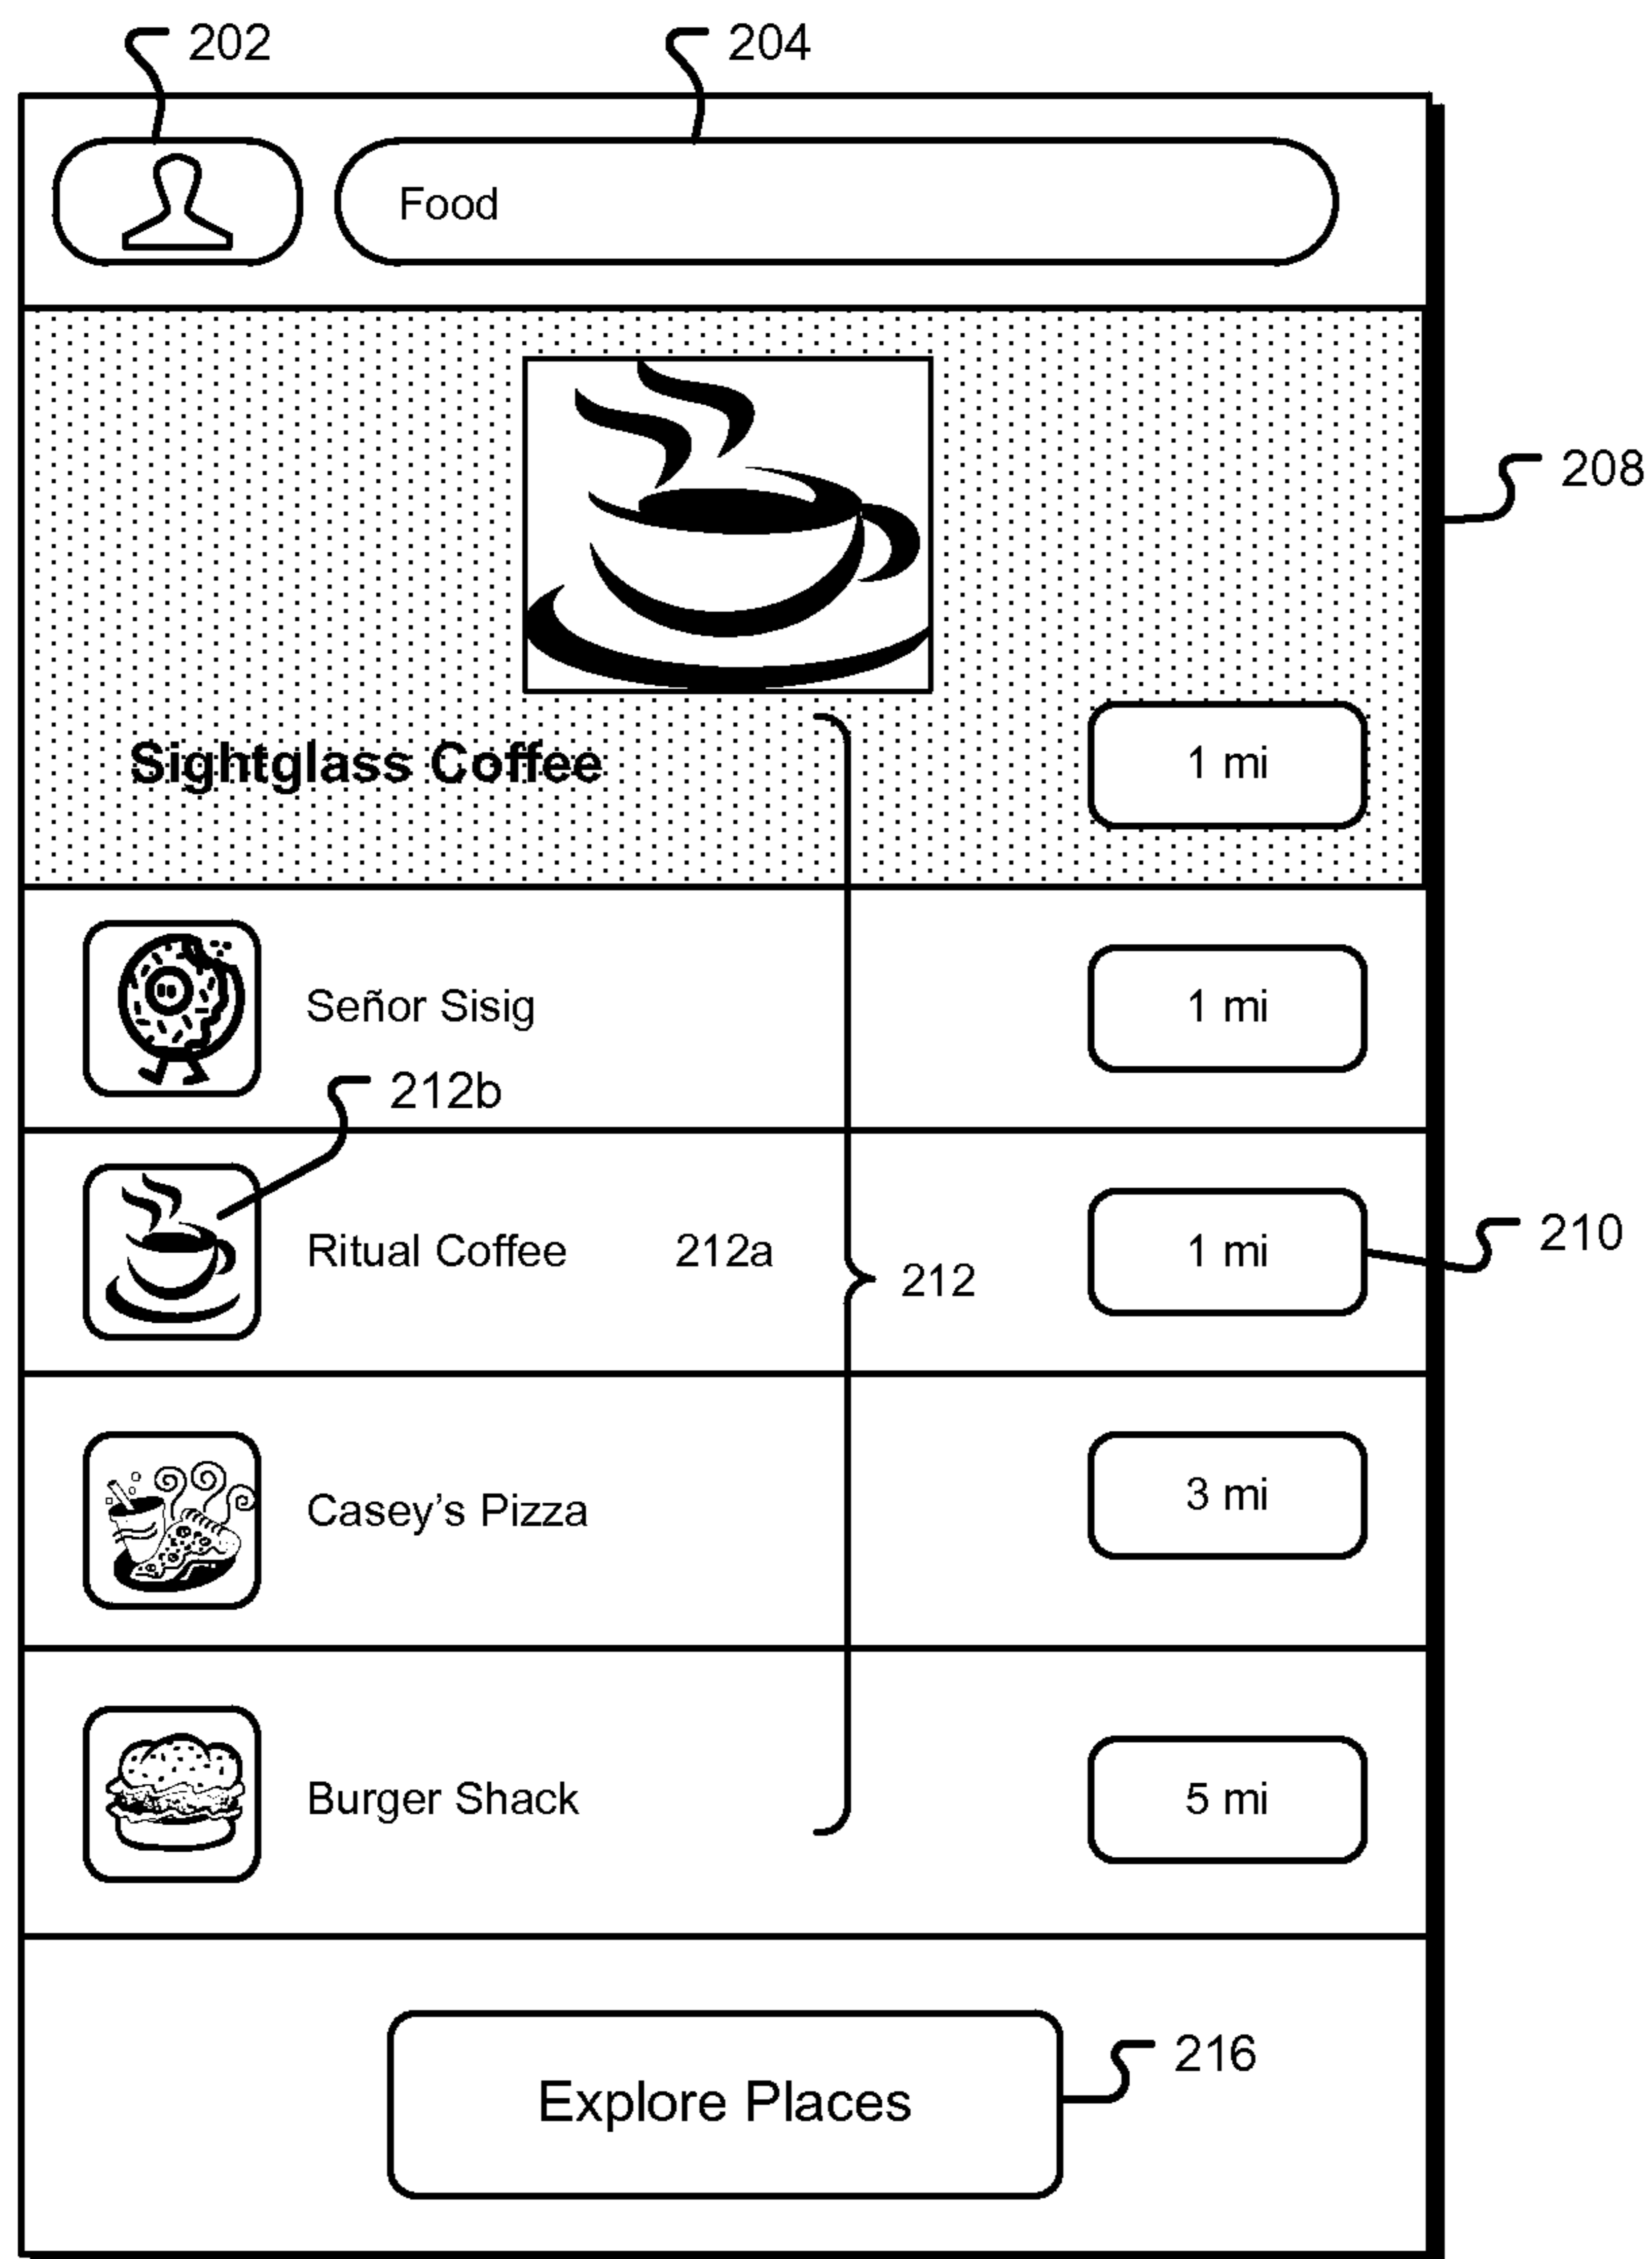 202
204
Food
208
Sightglass Coffee
1 mi
Señor Sisig
1 mi
212b
Ritual Coffee
212a
212
1 mi
210
Casey's Pizza
3 mi
Burger Shack
5 mi
216
Explore Places